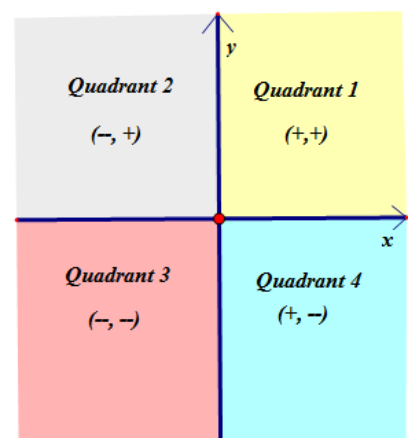 y
Quadrant 2
Quadrant 1
(--, +)
(+,+)
x
Quadrant 3
Quadrant 4
(--, --)
(+, --)